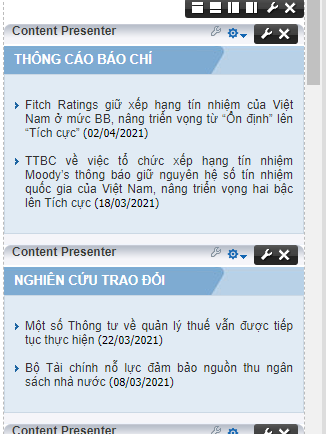 Content Presenter
THÔNG CÁO BÁO CHÍ
Fitch Ratings giữ xếp hạng tín nhiệm của Việt
Nam ở mức BB, nâng triển vọng từ “Ổn định” lên
“Tích cực” (02/04/2021)
TTBC về việc tổ chức xếp hạng tín nhiệm
Moody’s thông báo giữ nguyên hệ số tín nhiệm
quốc gia của Việt Nam, nâng triển vọng hai bậc
lên Tích cực (18/03/2021)
Content Presenter
NGHIÊN CỨU TRAO ĐỔI
Một số Thông tư về quản lý thuế vẫn được tiếp
tục thực hiện (22/03/2021)
Bộ Tài chính nỗ lực đảm bảo nguồn thu ngân
sách nhà nước (08/03/2021)
Content Presenter